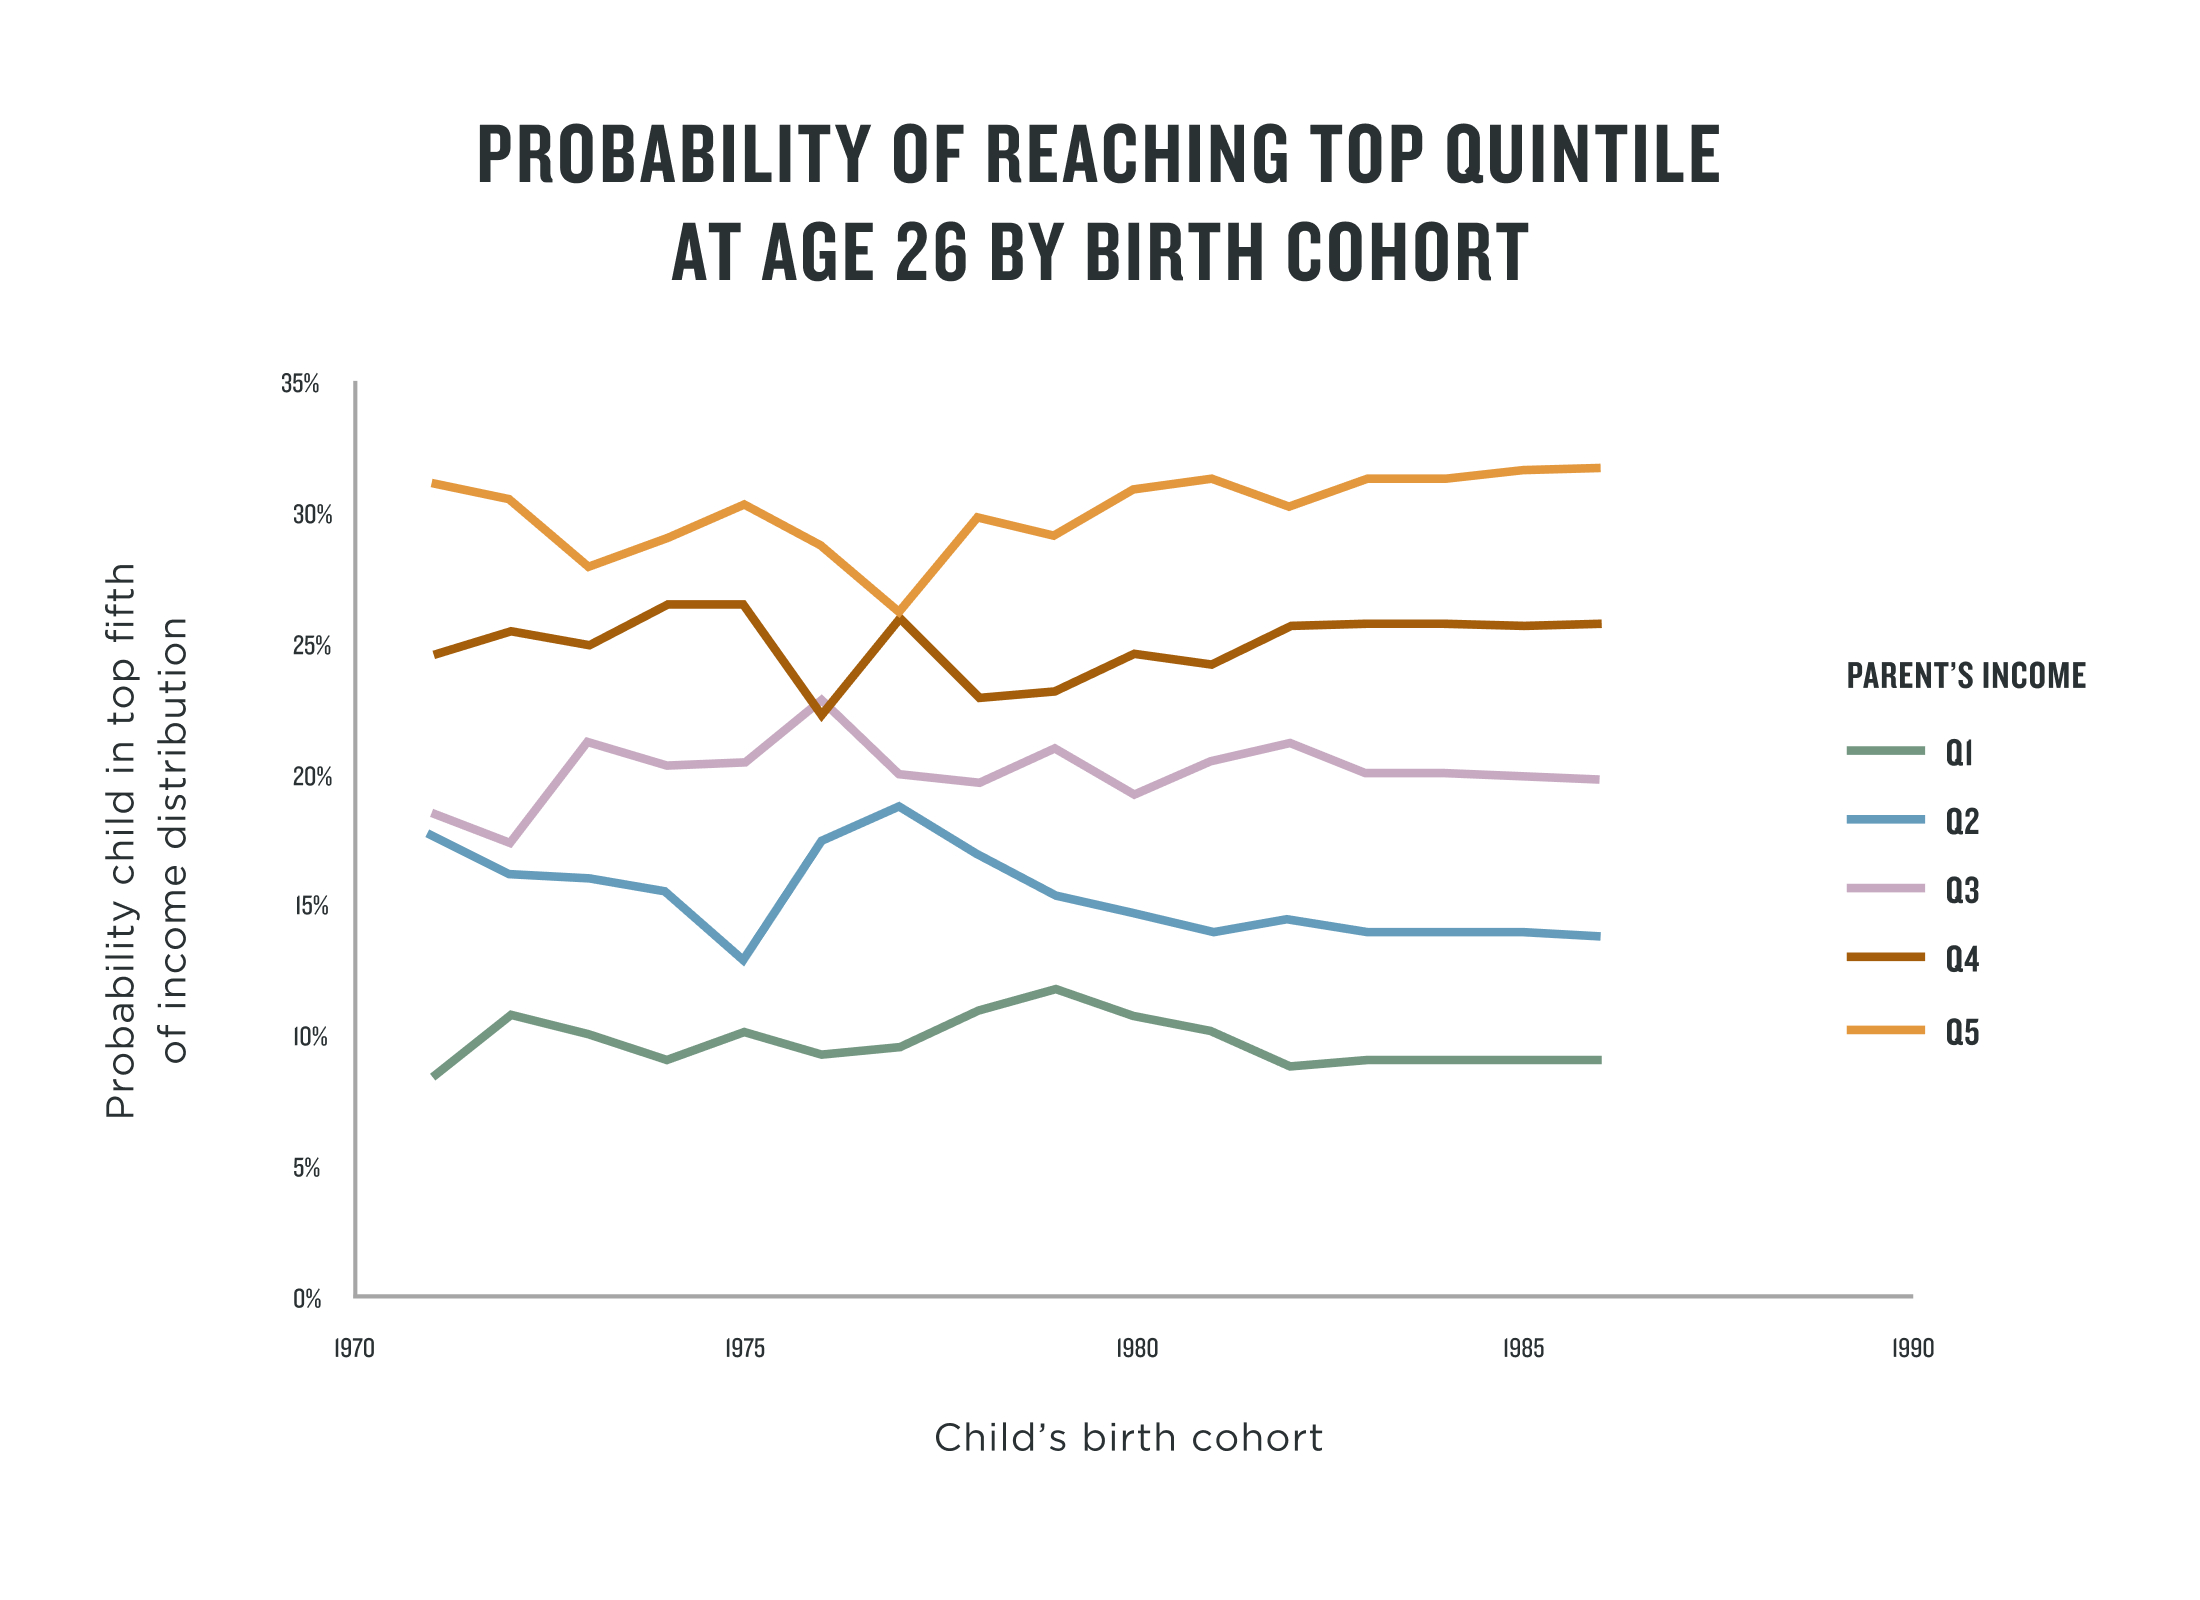 PROBABILITY OF REACHING TOP QUINTILE
AT AGE 26 BY BIRTH COHORT
Probability child in top fifth
of income distribution
35%
30%
25%
20%
15%
10%
5%
0%
1970
1975
1980
1985
1990
Child’s birth cohort
PARENT’S INCOME
Q1
Q2
Q3
Q4
Q5